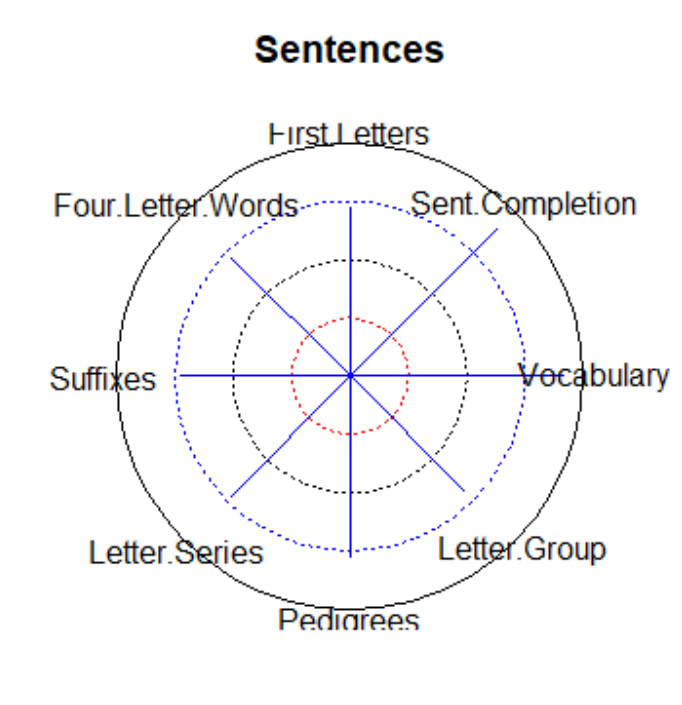 Sentences
First.Letters
Four.Letter.Words
Sent.Completion
Suffixes
Vocabulary
Letter.Series
Letter.Group
Pedigrees